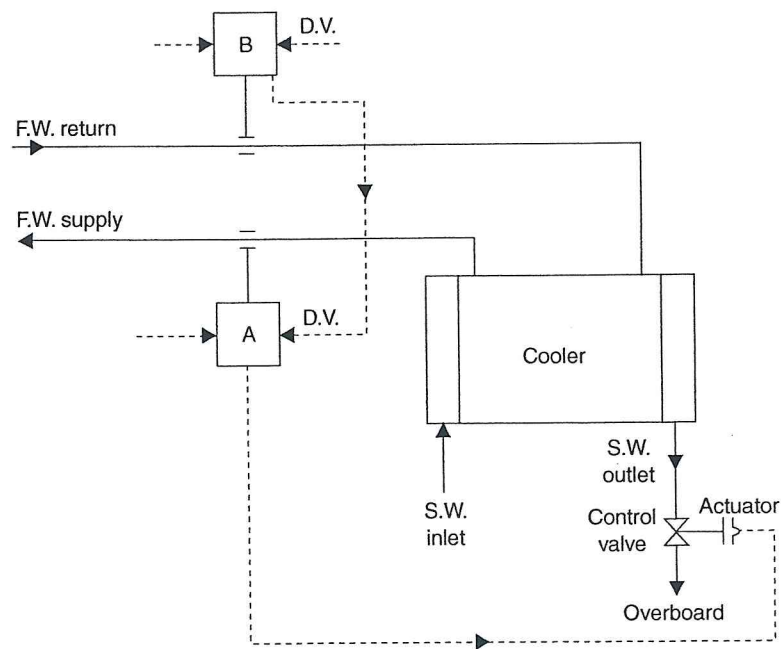 D.V.
B
F.W. return
F.W. supply
D.V.
A
Cooler
S.W.
outlet
S.W.
inlet
Control
valve
Actuator
Overboard